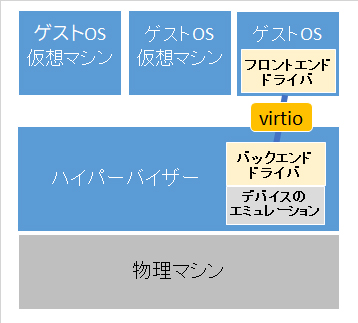 ゲストOS
仮想マシン
ゲストOS
仮想マシン
ゲストOS
フロントエンド
ドライバ
virtio
ハイパーバイザー
バックエンド
ドライバ
デバイスの
エミュレーション
物理マシン